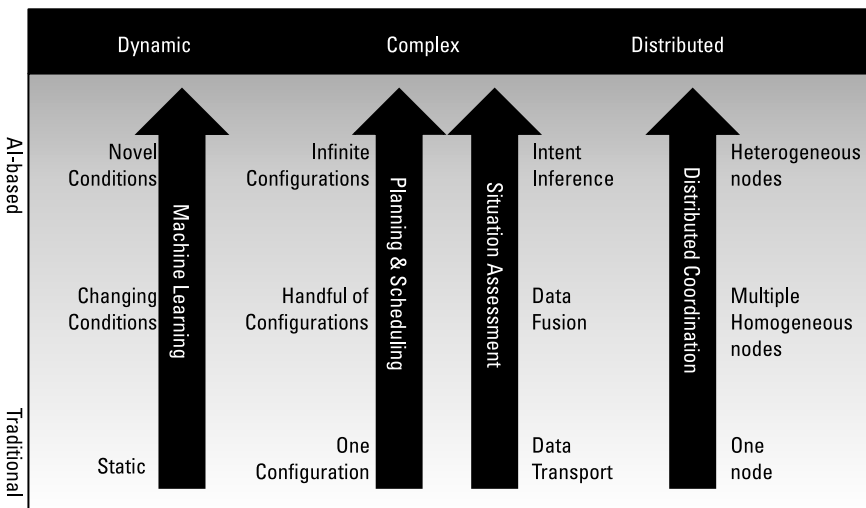 Dynamic
Complex
Distributed
AI-based
Traditional
Novel
Conditions
Changing
Conditions
Static
Machine Learning
Infinite
Configurations
Handful of
Configurations
One
Configuration
Planning & Scheduling
Situation Assessment
Intent
Inference
Data
Fusion
Data
Transport
Distributed Coordination
Heterogeneous
nodes
Multiple
Homogeneous
nodes
One
node